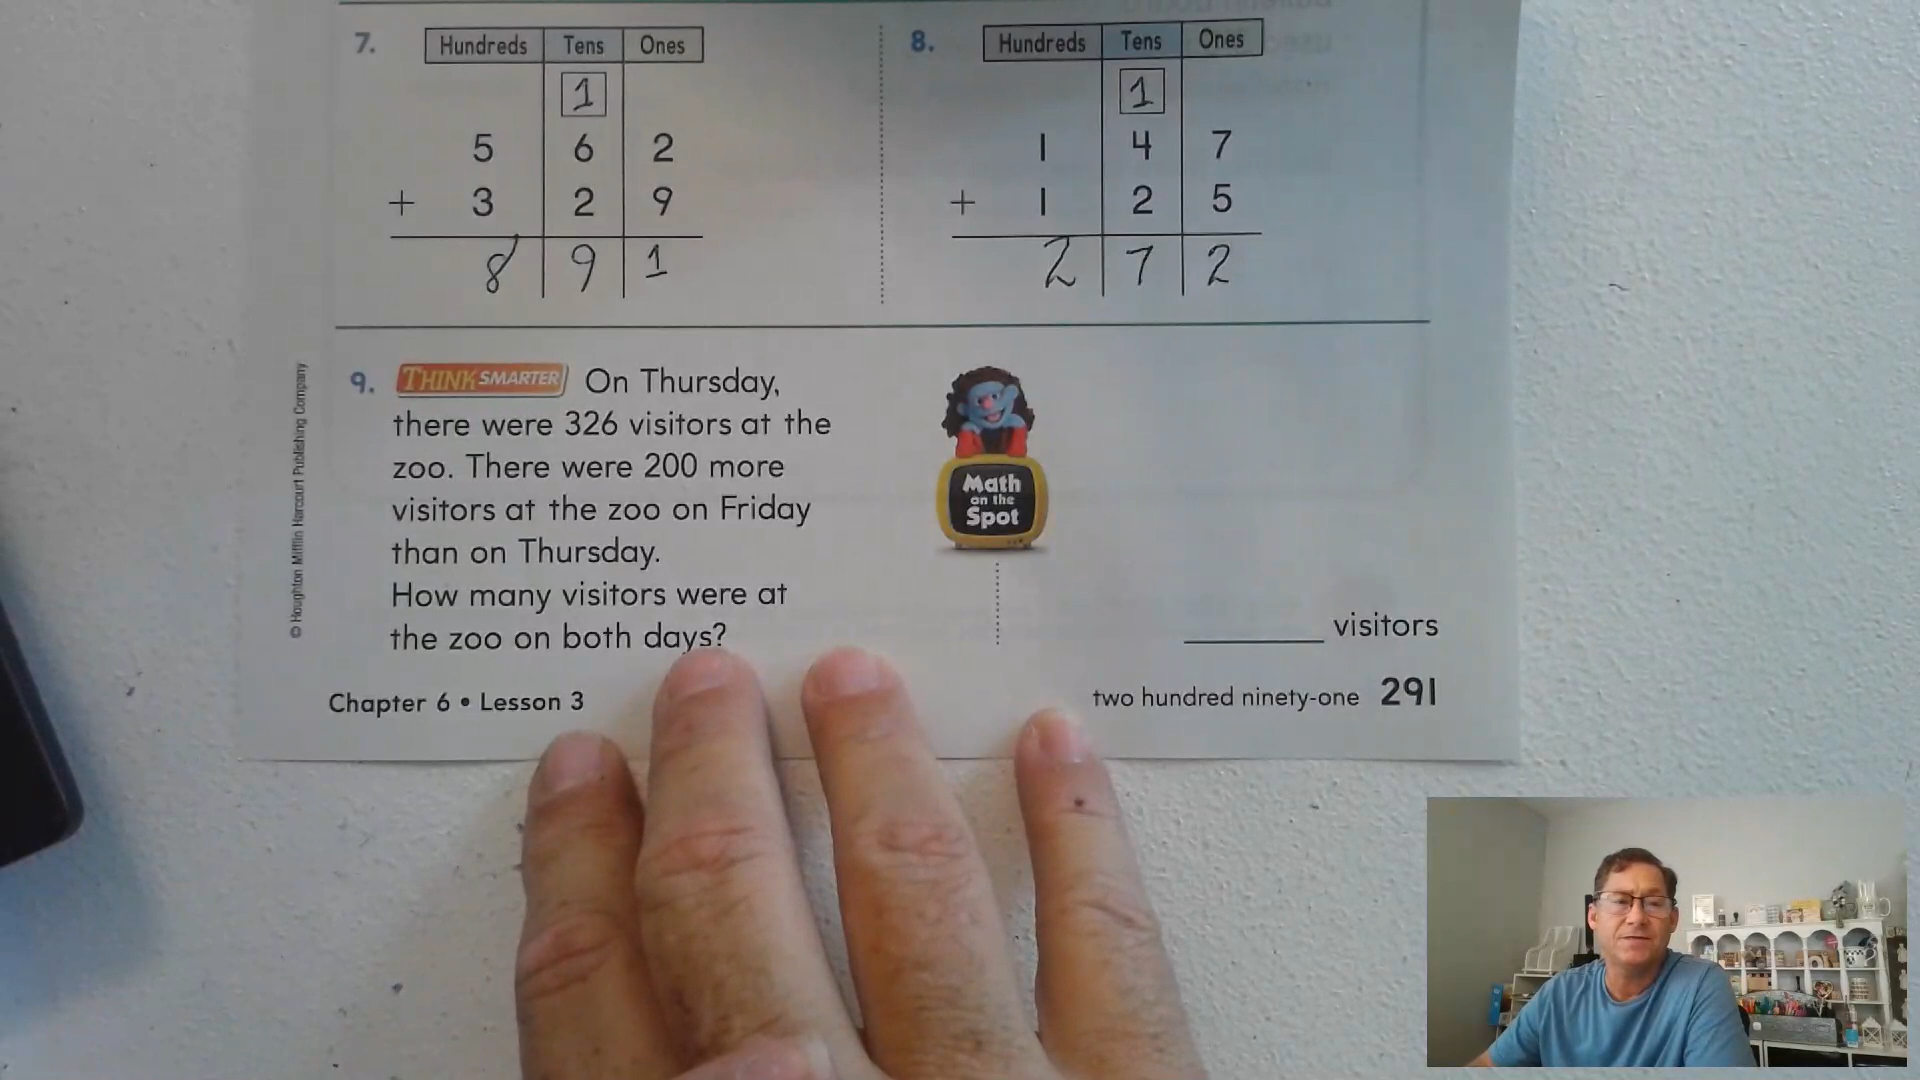 7. Hundreds Tens Ones
1
5 6 2
+ 3 2 9
8 9 1
8. Hundreds Tens Ones
1
1 4 7
+ 1 2 5
2 7 2
9. THINK SMARTER On Thursday,
there were 326 visitors at the
zoo. There were 200 more
visitors at the zoo on Friday
than on Thursday.
How many visitors were at
the zoo on both days?
Math
on the
Spot
______ visitors
© Houghton Mifflin Harcourt Publishing Company
Chapter 6 • Lesson 3
two hundred ninety-one 291